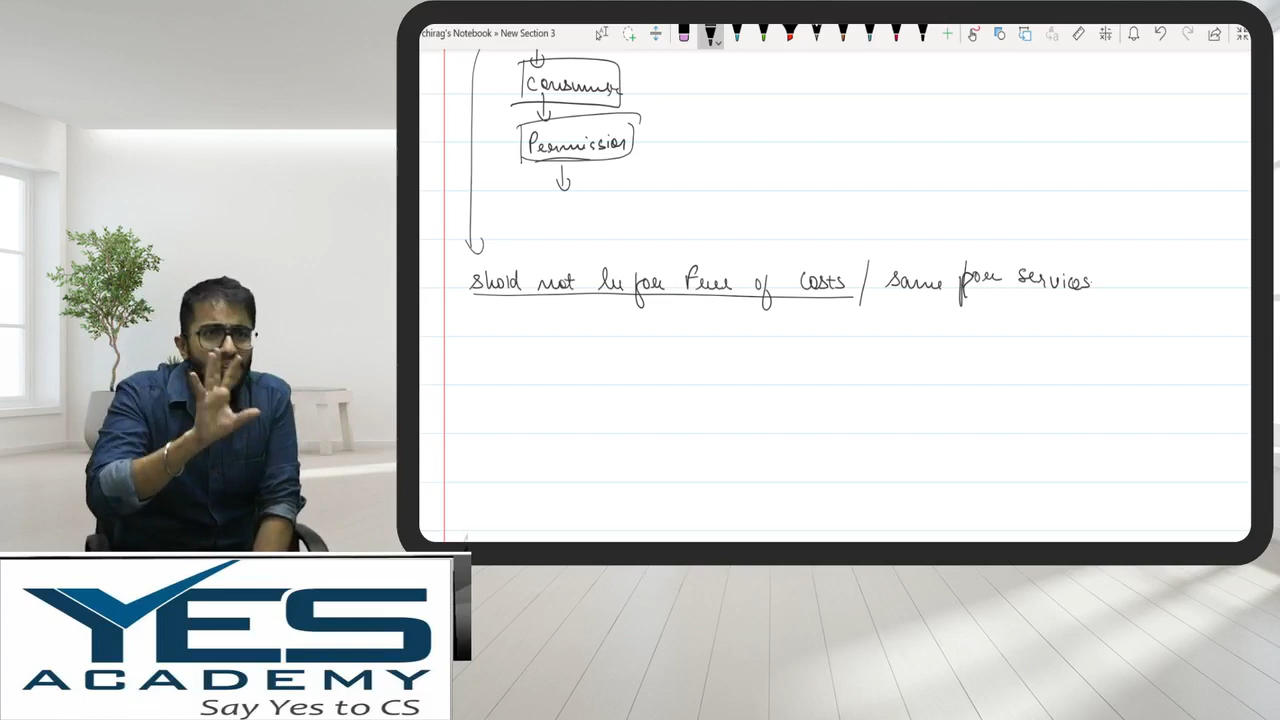 chirag's Notebook » New Section 3
Consumer
Permission
shold not be for Free of costs / same for services
YES
ACADEMY
Say Yes to CS